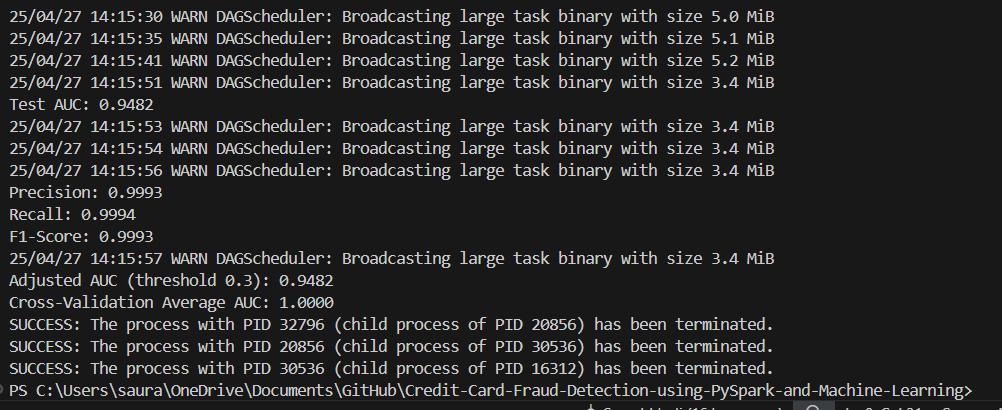 25/04/27 14:15:30 WARN DAGScheduler: Broadcasting large task binary with size 5.0 MiB
25/04/27 14:15:35 WARN DAGScheduler: Broadcasting large task binary with size 5.1 MiB
25/04/27 14:15:41 WARN DAGScheduler: Broadcasting large task binary with size 5.2 MiB
25/04/27 14:15:51 WARN DAGScheduler: Broadcasting large task binary with size 3.4 MiB
Test AUC: 0.9482
25/04/27 14:15:53 WARN DAGScheduler: Broadcasting large task binary with size 3.4 MiB
25/04/27 14:15:54 WARN DAGScheduler: Broadcasting large task binary with size 3.4 MiB
25/04/27 14:15:56 WARN DAGScheduler: Broadcasting large task binary with size 3.4 MiB
Precision: 0.9993
Recall: 0.9994
F1-Score: 0.9993
25/04/27 14:15:57 WARN DAGScheduler: Broadcasting large task binary with size 3.4 MiB
Adjusted AUC (threshold 0.3): 0.9482
Cross-Validation Average AUC: 1.0000
SUCCESS: The process with PID 32796 (child process of PID 20856) has been terminated.
SUCCESS: The process with PID 20856 (child process of PID 30536) has been terminated.
SUCCESS: The process with PID 30536 (child process of PID 16312) has been terminated.
PS C:\Users\saura\OneDrive\Documents\GitHub\Credit-Card-Fraud-Detection-using-PySpark-and-Machine-Learning>